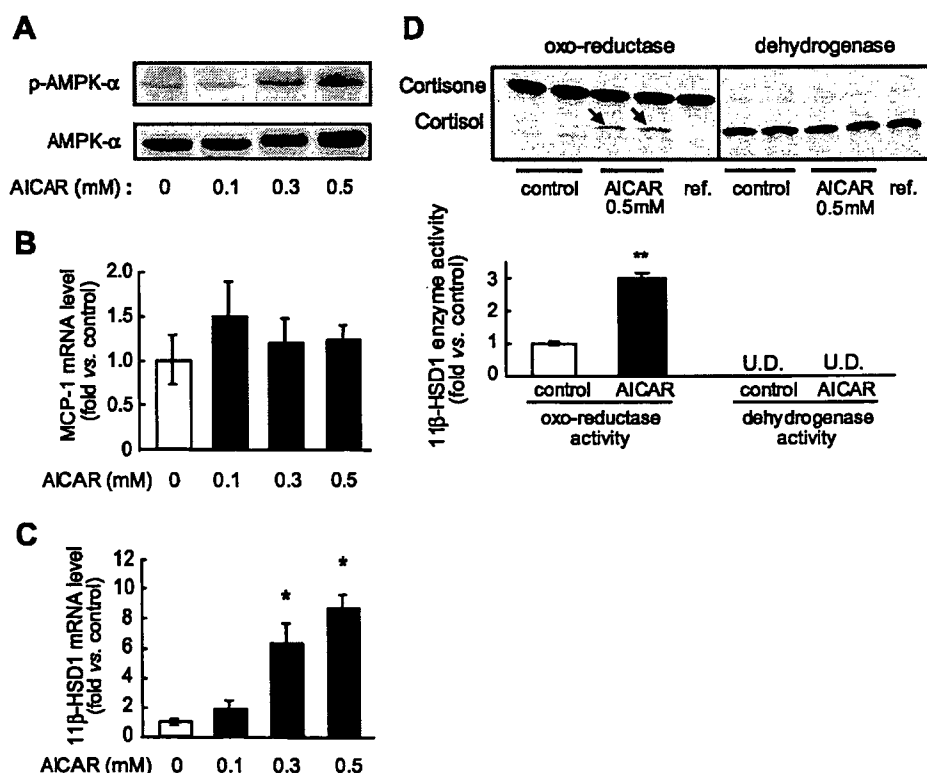 A
p-AMPK-α
AMPK-α
AICAR (mM) : 0 0.1 0.3 0.5
B
MCP-1 mRNA level
(fold vs. control)
2.0
1.5
1.0
0.5
0
AICAR (mM) 0 0.1 0.3 0.5
C
11β-HSD1 mRNA level
(fold vs. control)
12
10
8
6
4
2
0
* *
AICAR (mM) 0 0.1 0.3 0.5
D
oxo-reductase dehydrogenase
Cortisone
Cortisol
control AICAR 0.5mM ref. control AICAR 0.5mM ref.
11β-HSD1 enzyme activity
(fold vs. control)
3
2
1
0
**
U.D. U.D.
control AICAR control AICAR
oxo-reductase activity
dehydrogenase activity